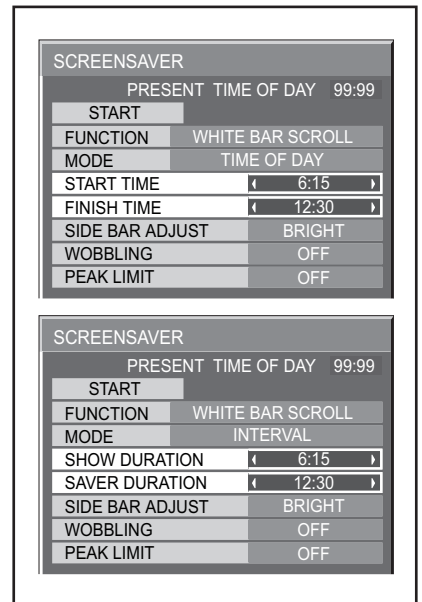 SCREENSAVER
PRESENT TIME OF DAY 99:99
START
FUNCTION WHITE BAR SCROLL
MODE TIME OF DAY
START TIME 6:15
FINISH TIME 12:30
SIDE BAR ADJUST BRIGHT
WOBBLING OFF
PEAK LIMIT OFF
SCREENSAVER
PRESENT TIME OF DAY 99:99
START
FUNCTION WHITE BAR SCROLL
MODE INTERVAL
SHOW DURATION 6:15
SAVER DURATION 12:30
SIDE BAR ADJUST BRIGHT
WOBBLING OFF
PEAK LIMIT OFF